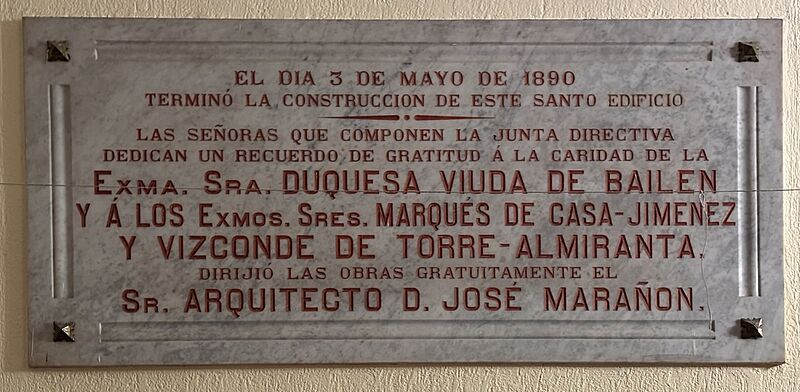 EL DIA 3 DE MAYO DE 1890
TERMINÓ LA CONSTRUCCION DE ESTE SANTO EDIFICIO
LAS SEÑORAS QUE COMPONEN LA JUNTA DIRECTIVA
DEDICAN UN RECUERDO DE GRATITUD Á LA CARIDAD DE LA
EXMA. SRA. DUQUESA VIUDA DE BAILEN
Y Á LOS EXMOS. SRES. MARQUÉS DE CASA-JIMENEZ
Y VIZCONDE DE TORRE-ALMIRANTA.
DIRIJIÓ LAS OBRAS GRATUITAMENTE EL
SR. ARQUITECTO D. JOSÉ MARAÑON.